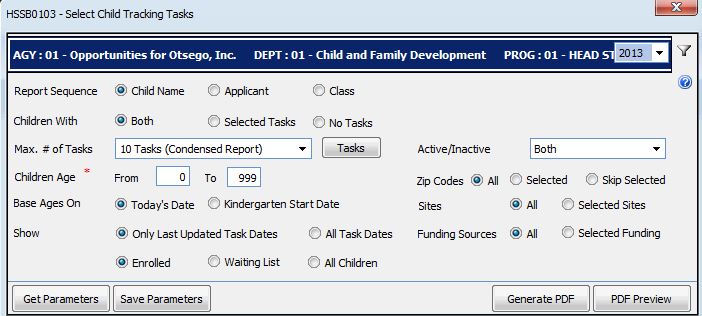 HSSB0103 - Select Child Tracking Tasks
AGY : 01 - Opportunities for Otsego, Inc. DEPT : 01 - Child and Family Development PROG : 01 - HEAD ST 2013
Report Sequence Child Name Applicant Class
Children With Both Selected Tasks No Tasks
Max. # of Tasks 10 Tasks (Condensed Report) Tasks Active/Inactive Both
Children Age * From 0 To 999 Zip Codes All Selected Skip Selected
Base Ages On Today's Date Kindergarten Start Date Sites All Selected Sites
Show Only Last Updated Task Dates All Task Dates Funding Sources All Selected Funding
Enrolled Waiting List All Children
Get Parameters Save Parameters Generate PDF PDF Preview